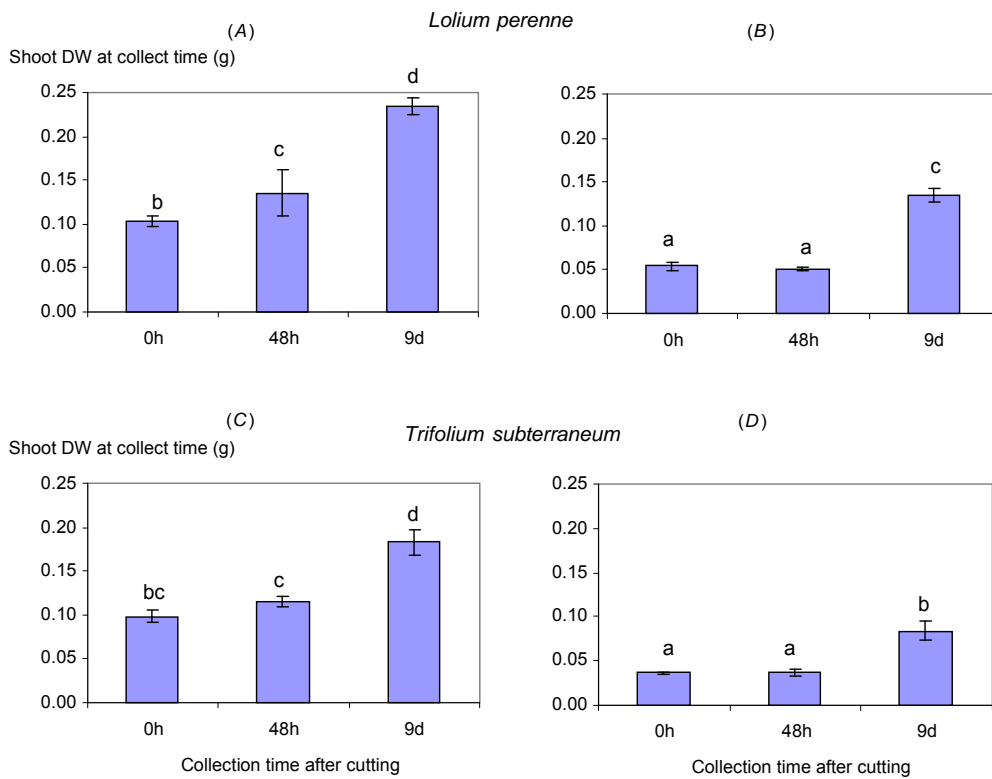 (A) Lolium perenne (B)
Shoot DW at collect time (g)
0.25
0.20
0.15
0.10
0.05
0.00
b
c
d
0h 48h 9d
0.25
0.20
0.15
0.10
0.05
0.00
a
a
c
0h 48h 9d
(C) Trifolium subterraneum (D)
Shoot DW at collect time (g)
0.25
0.20
0.15
0.10
0.05
0.00
bc
c
d
0h 48h 9d
Collection time after cutting
0.25
0.20
0.15
0.10
0.05
0.00
a
a
b
0h 48h 9d
Collection time after cutting